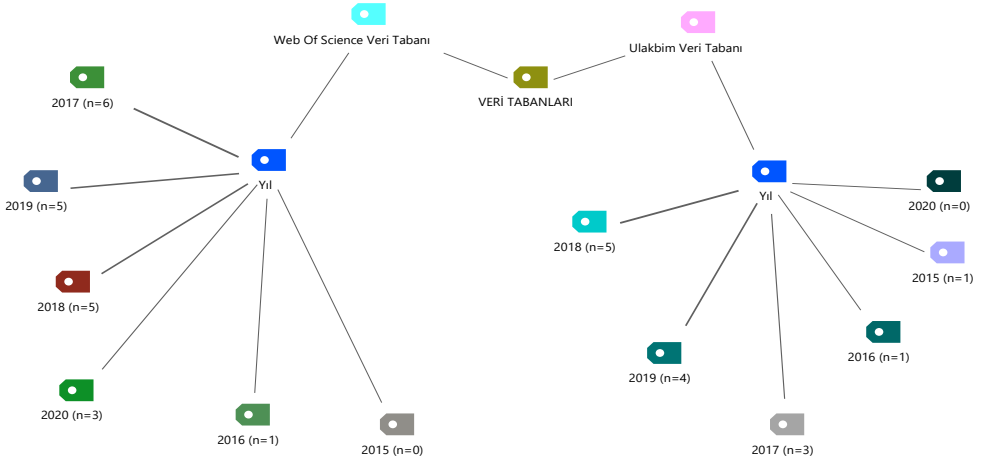 Web Of Science Veri Tabanı
Ulakbim Veri Tabanı
VERİ TABANLARI
2017 (n=6)
Yıl
2019 (n=5)
2018 (n=5)
2020 (n=3)
2016 (n=1)
2015 (n=0)
Yıl
2020 (n=0)
2018 (n=5)
2015 (n=1)
2016 (n=1)
2019 (n=4)
2017 (n=3)